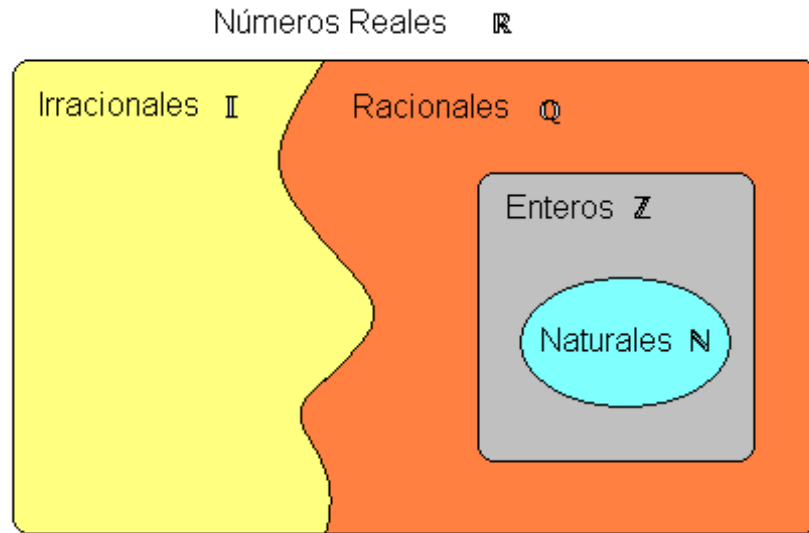 Números Reales ℝ
Irracionales 𝕀
Racionales ℚ
Enteros ℤ
Naturales ℕ